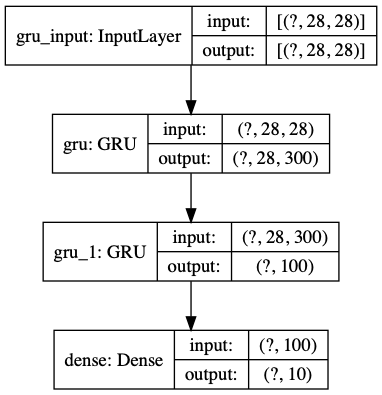 gru_input: InputLayer
input: [(?, 28, 28)]
output: [(?, 28, 28)]
gru: GRU
input: (?, 28, 28)
output: (?, 28, 300)
gru_1: GRU
input: (?, 28, 300)
output: (?, 100)
dense: Dense
input: (?, 100)
output: (?, 10)